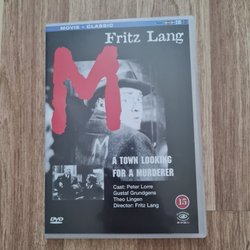 MOVIE • CLASSIC
Fritz Lang
M
A TOWN LOOKING
FOR A MURDERER
Cast: Peter Lorre
Gustaf Grundgens
Theo Lingen
Director: Fritz Lang
15
DVD